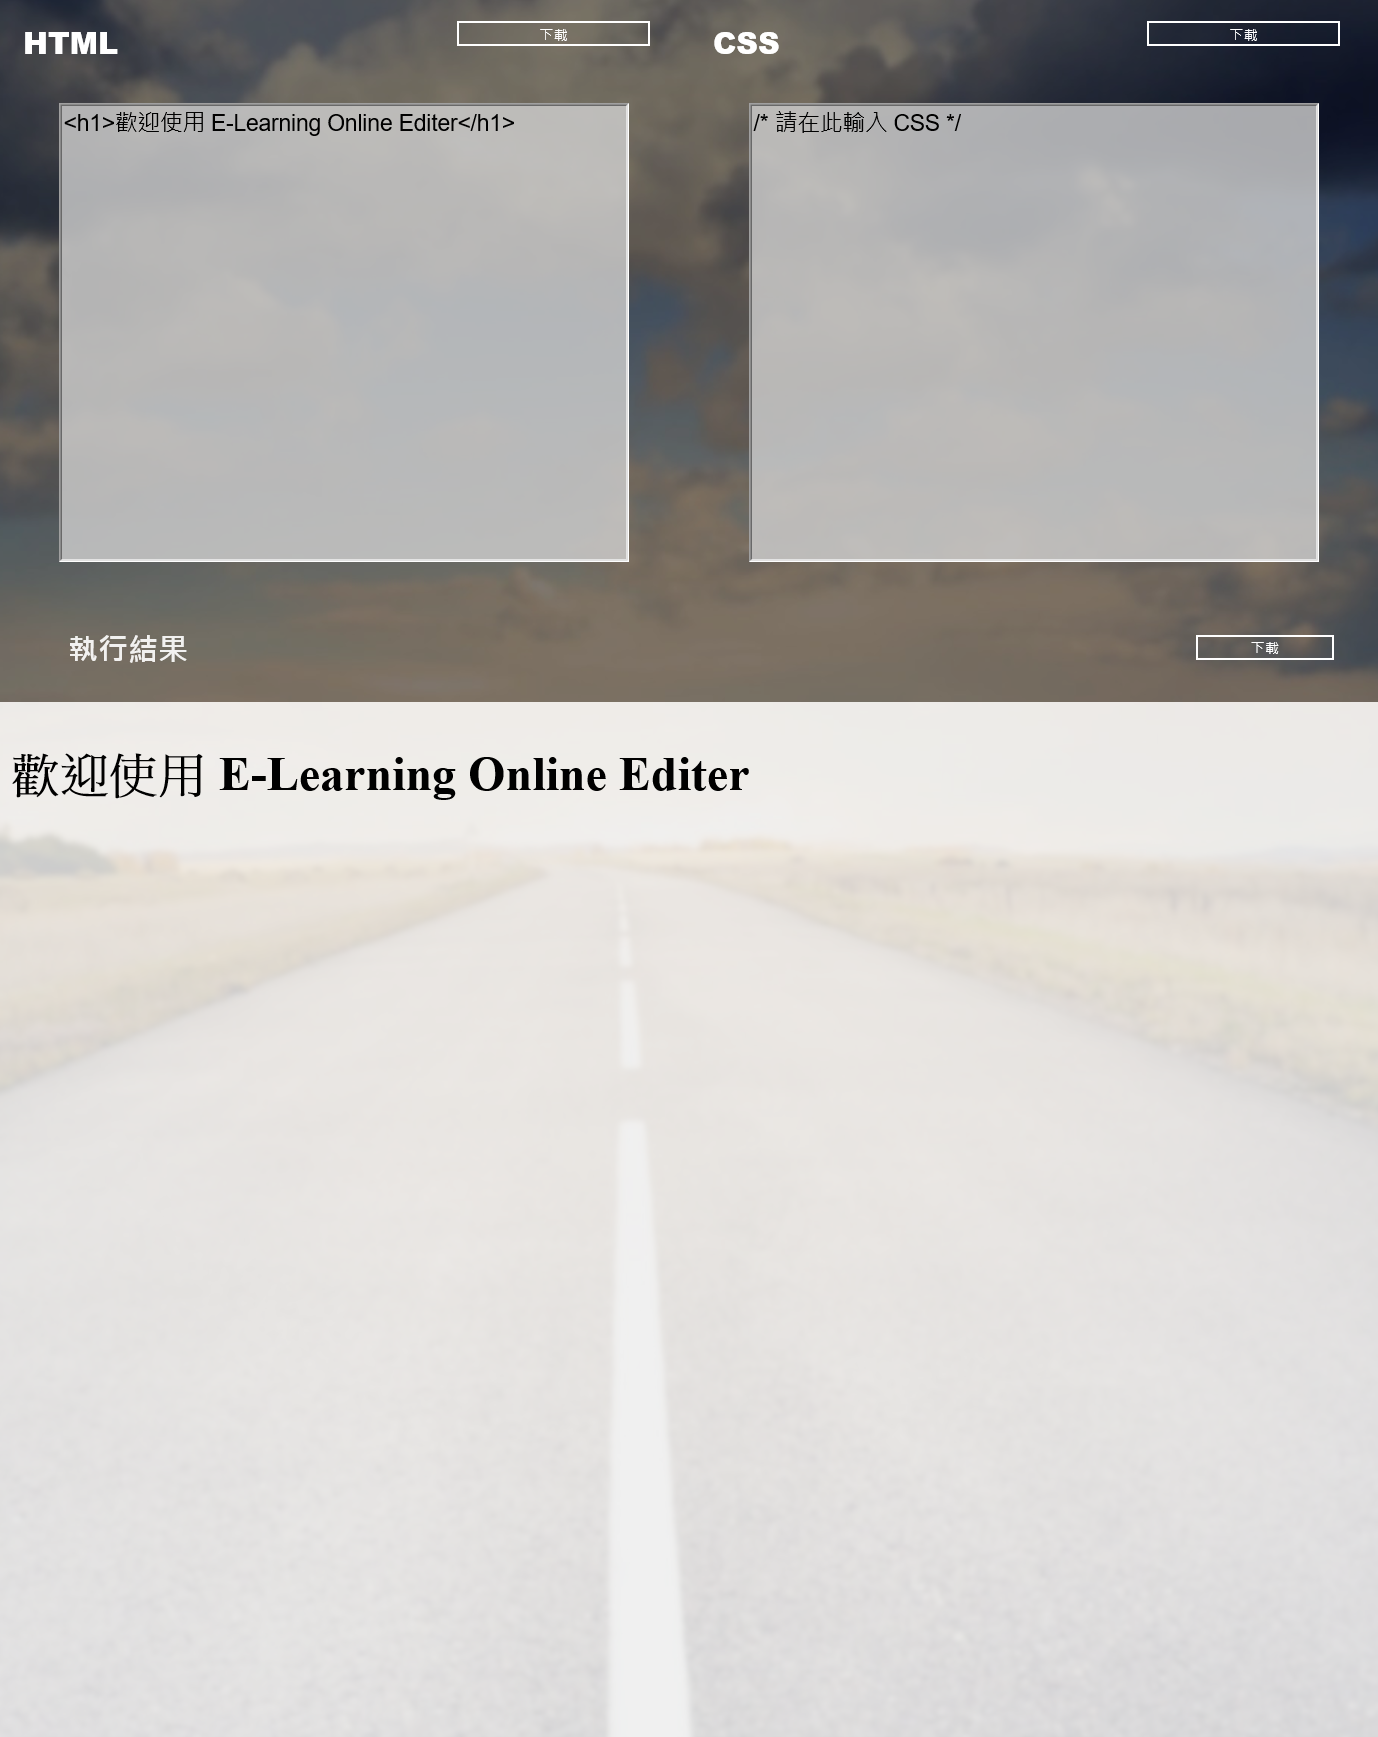 HTML
下載
CSS
下載
<h1>歡迎使用 E-Learning Online Editer</h1>
/* 請在此輸入 CSS */
執行結果
下載
歡迎使用 E-Learning Online Editer